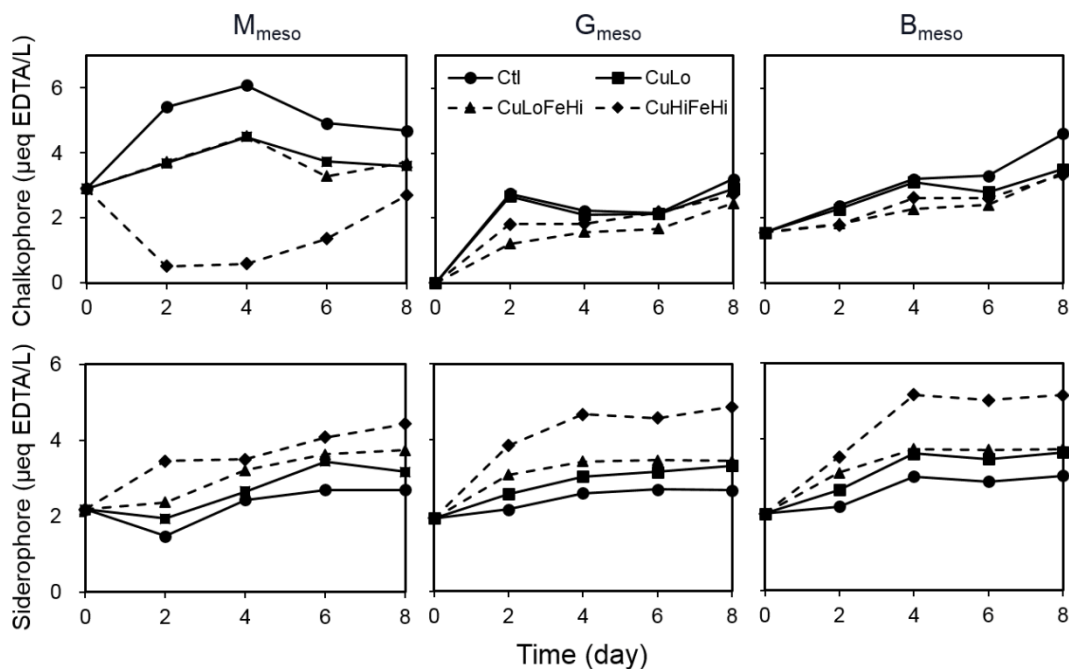 M_meso G_meso B_meso
Chalkophore (µeq EDTA/L)
6
4
2
0
Ctl CuLo
CuLoFeHi CuHiFeHi
0 2 4 6 8 0 2 4 6 8 0 2 4 6 8
Siderophore (µeq EDTA/L)
6
4
2
0
0 2 4 6 8 0 2 4 6 8 0 2 4 6 8
Time (day)